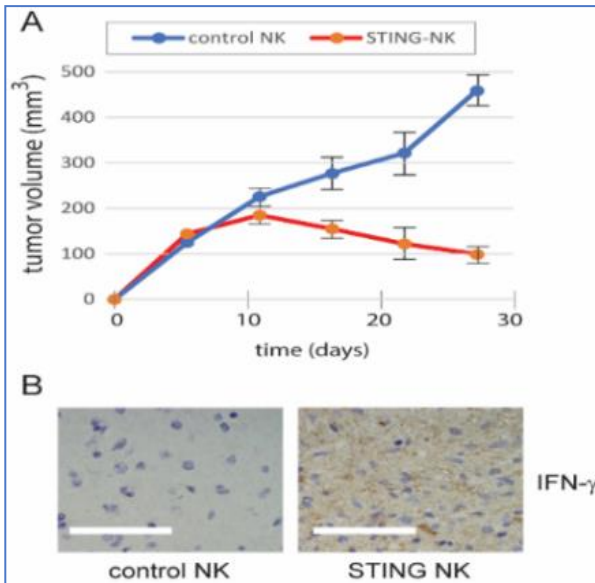 A
control NK STING-NK
tumor volume (mm³)
500
400
300
200
100
0
0 10 20 30
time (days)
B
IFN-γ
control NK STING NK